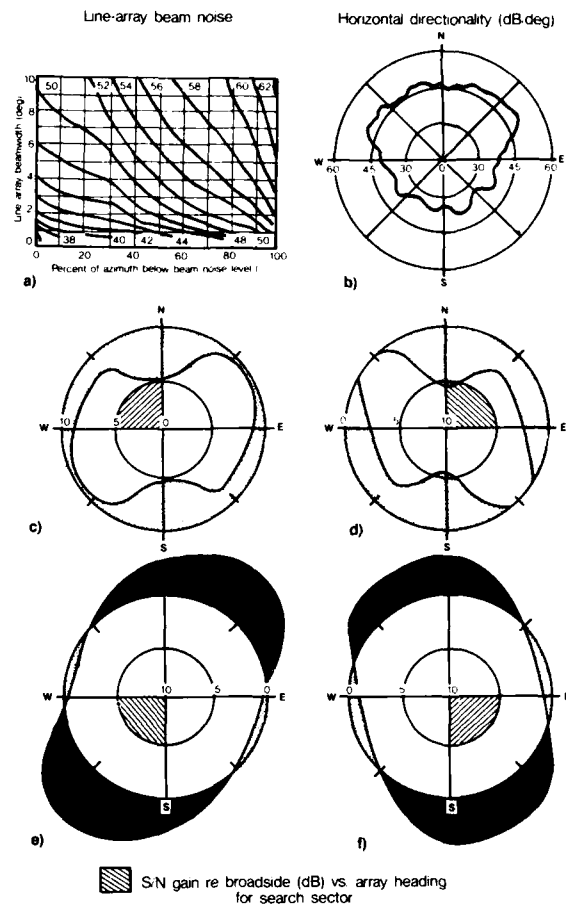 Line-array beam noise
Horizontal directionality (dB·deg)
Line array beamwidth (deg)
10
8
6
4
2
0
50 52 54 56 58 60 62
38 40 42 44 48 50
0 20 40 60 80 100
Percent of azimuth below beam noise level
a)
N
W E
60 45 30 0 30 45 60
S
b)
N
W 10 5 0 E
S
c)
N
W 0 5 10 E
S
d)
W 10 5 0 E
S
e)
W 0 5 10
S
f)
S/N gain re broadside (dB) vs. array heading
for search sector